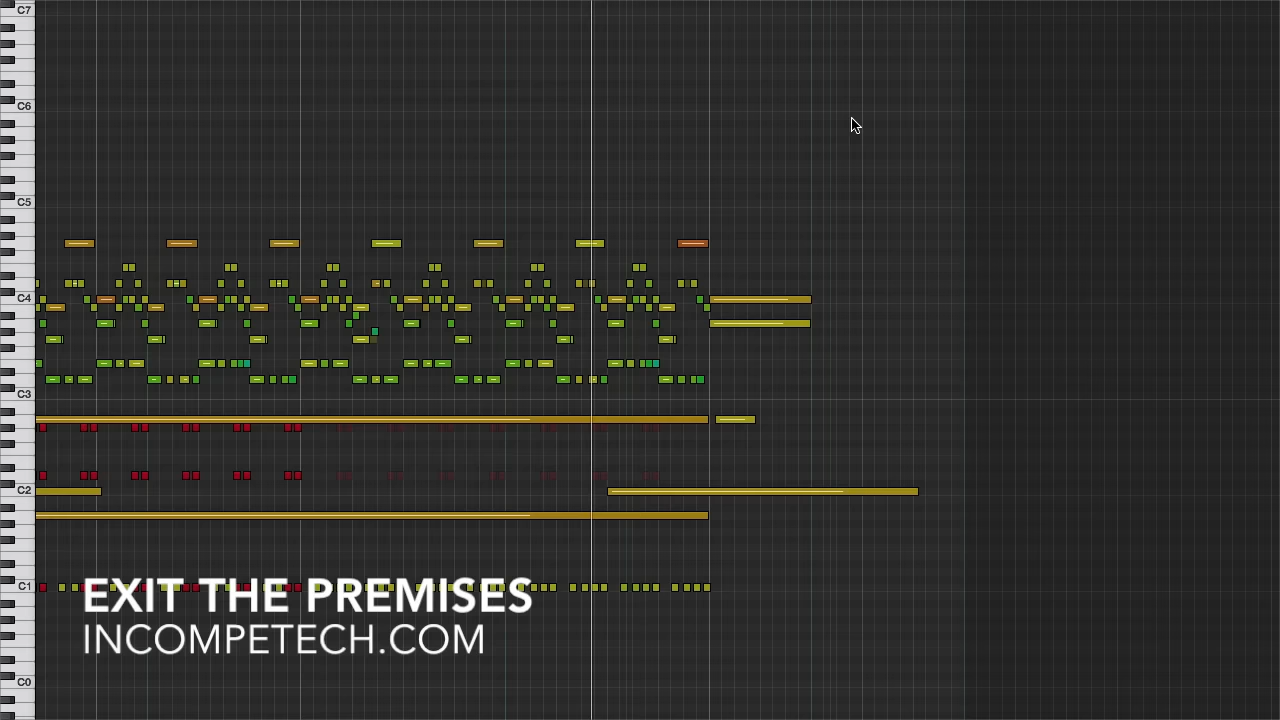 C7
C6
C5
C4
C3
C2
C1
EXIT THE PREMISES
INCOMPETECH.COM
C0